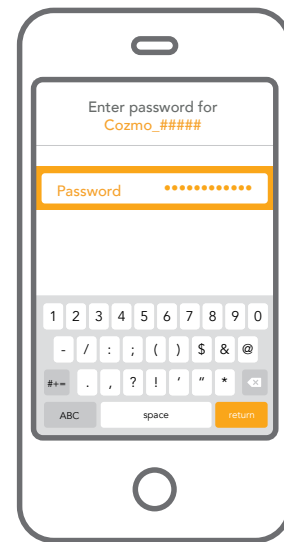 Enter password for
Cozmo_#####
Password ••••••••••••
1 2 3 4 5 6 7 8 9 0
- / : ; ( ) $ & @
#+= . , ? ! ′ ″ *
ABC space return